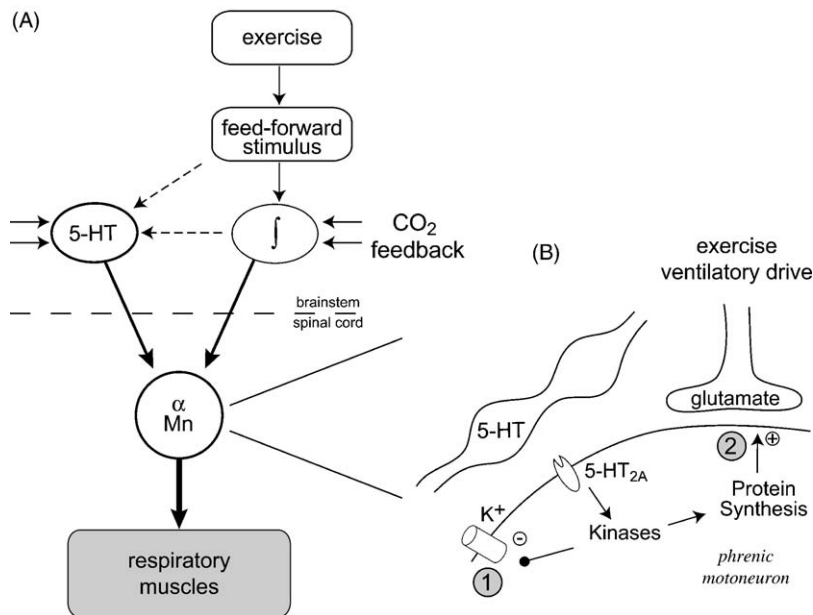 (A)
exercise
feed-forward
stimulus
5-HT
∫
CO2
feedback
brainstem
spinal cord
α
Mn
respiratory
muscles
(B)
exercise
ventilatory drive
glutamate
5-HT
5-HT2A
2
+
Protein
Synthesis
Kinases
K+
-
1
phrenic
motoneuron